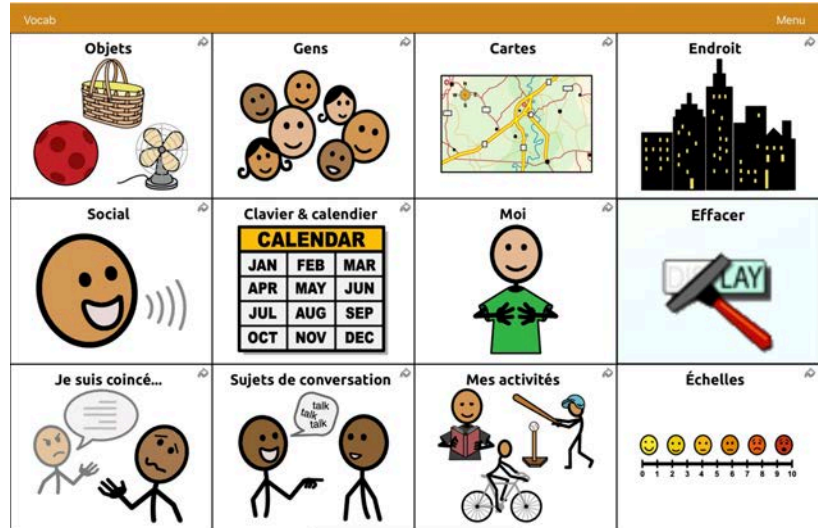 Vocab
Menu
Objets
Gens
Cartes
Endroit
Social
Clavier & calendier
CALENDAR
JAN FEB MAR
APR MAY JUN
JUL AUG SEP
OCT NOV DEC
Moi
Effacer
LAY
Je suis coincé...
Sujets de conversation
talk
talk
talk
Mes activités
Échelles
0 1 2 3 4 5 6 7 8 9 10